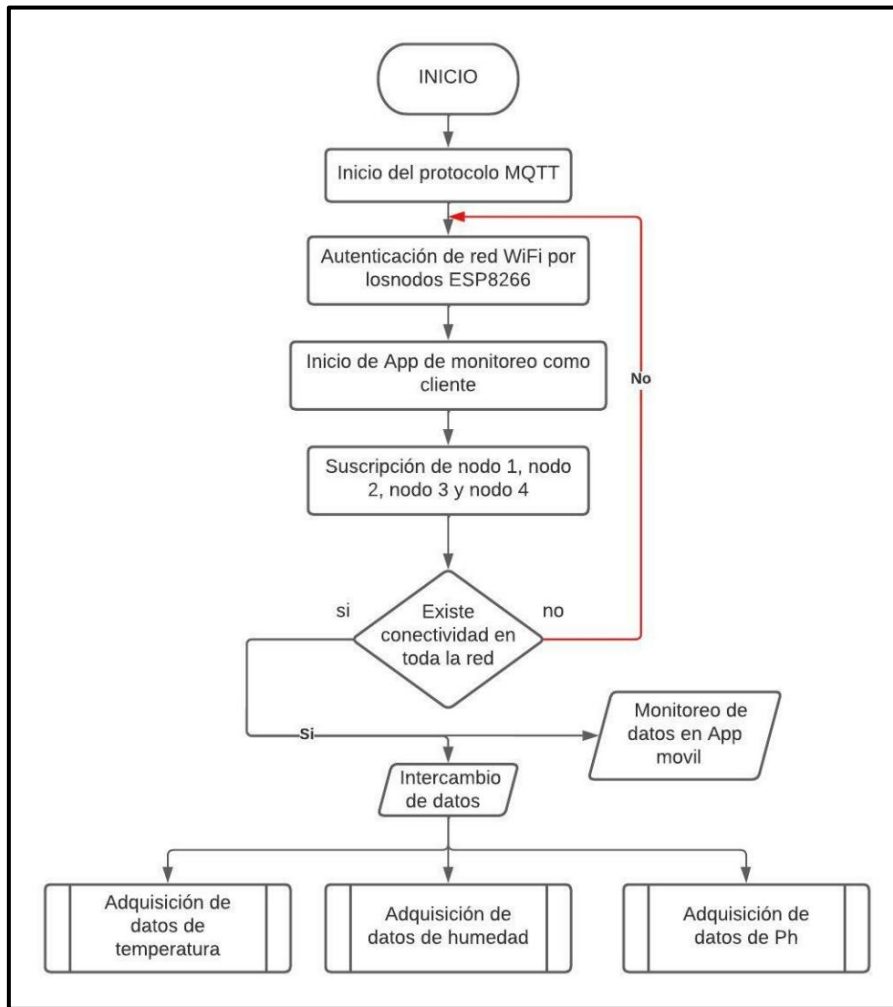 INICIO
Inicio del protocolo MQTT
Autenticación de red WiFi por
losnodos ESP8266
Inicio de App de monitoreo como
cliente
No
Suscripción de nodo 1, nodo
2, nodo 3 y nodo 4
si
Existe
conectividad en
toda la red
no
Si
Monitoreo de
datos en App
movil
Intercambio
de datos
Adquisición de
datos de
temperatura
Adquisición de
datos de humedad
Adquisición de
datos de Ph